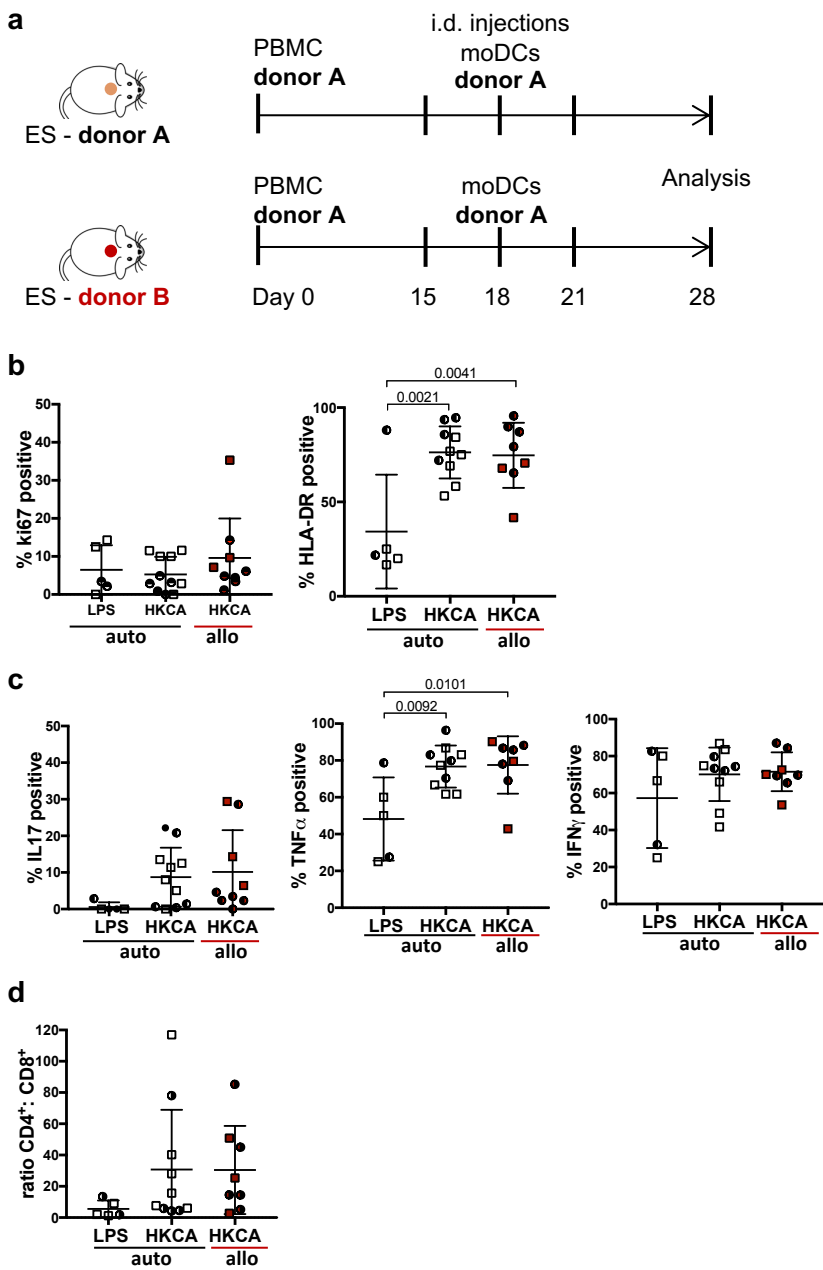 a
i.d. injections
PBMC moDCs
donor A donor A
ES - donor A
PBMC moDCs Analysis
donor A donor A
ES - donor B Day 0 15 18 21 28
b
0.0041
0.0021
% ki67 positive
50
40
30
20
10
0
LPS HKCA HKCA
auto allo
% HLA-DR positive
100
50
0
LPS HKCA HKCA
auto allo
c
% IL17 positive
50
40
30
20
10
0
LPS HKCA HKCA
auto allo
0.0101
0.0092
% TNFα positive
100
80
60
40
20
0
LPS HKCA HKCA
auto allo
% IFNγ positive
100
80
60
40
20
0
LPS HKCA HKCA
auto allo
d
ratio CD4⁺: CD8⁺
120
100
80
60
40
20
0
LPS HKCA HKCA
auto allo